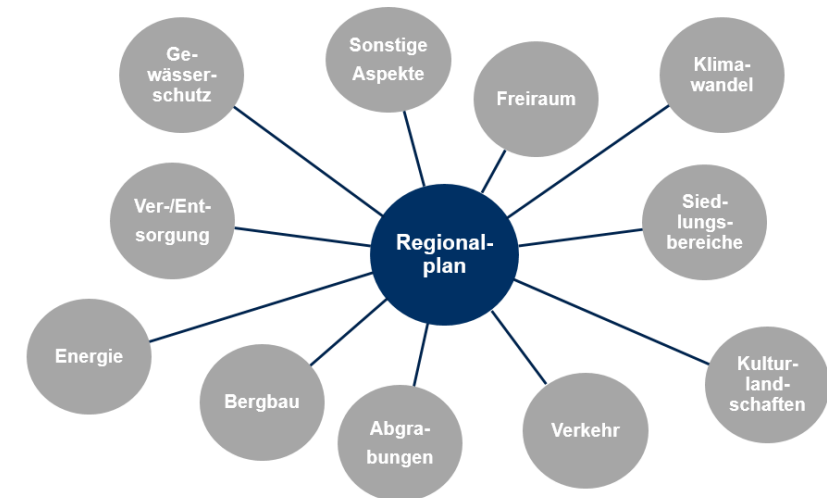 Ge-
wässer-
schutz
Sonstige
Aspekte
Freiraum
Klima-
wandel
Ver-/Ent-
sorgung
Regional-
plan
Sied-
lungs-
bereiche
Energie
Bergbau
Abgra-
bungen
Verkehr
Kultur-
land-
schaften